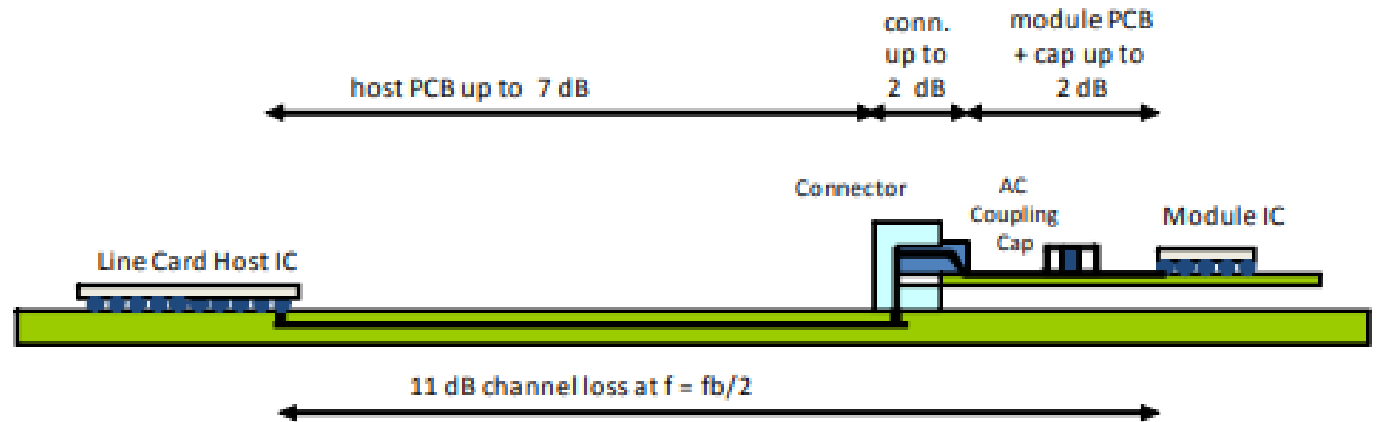 conn.
up to
2 dB
module PCB
+ cap up to
2 dB
host PCB up to 7 dB
Connector
AC
Coupling
Cap
Module IC
Line Card Host IC
11 dB channel loss at f = fb/2